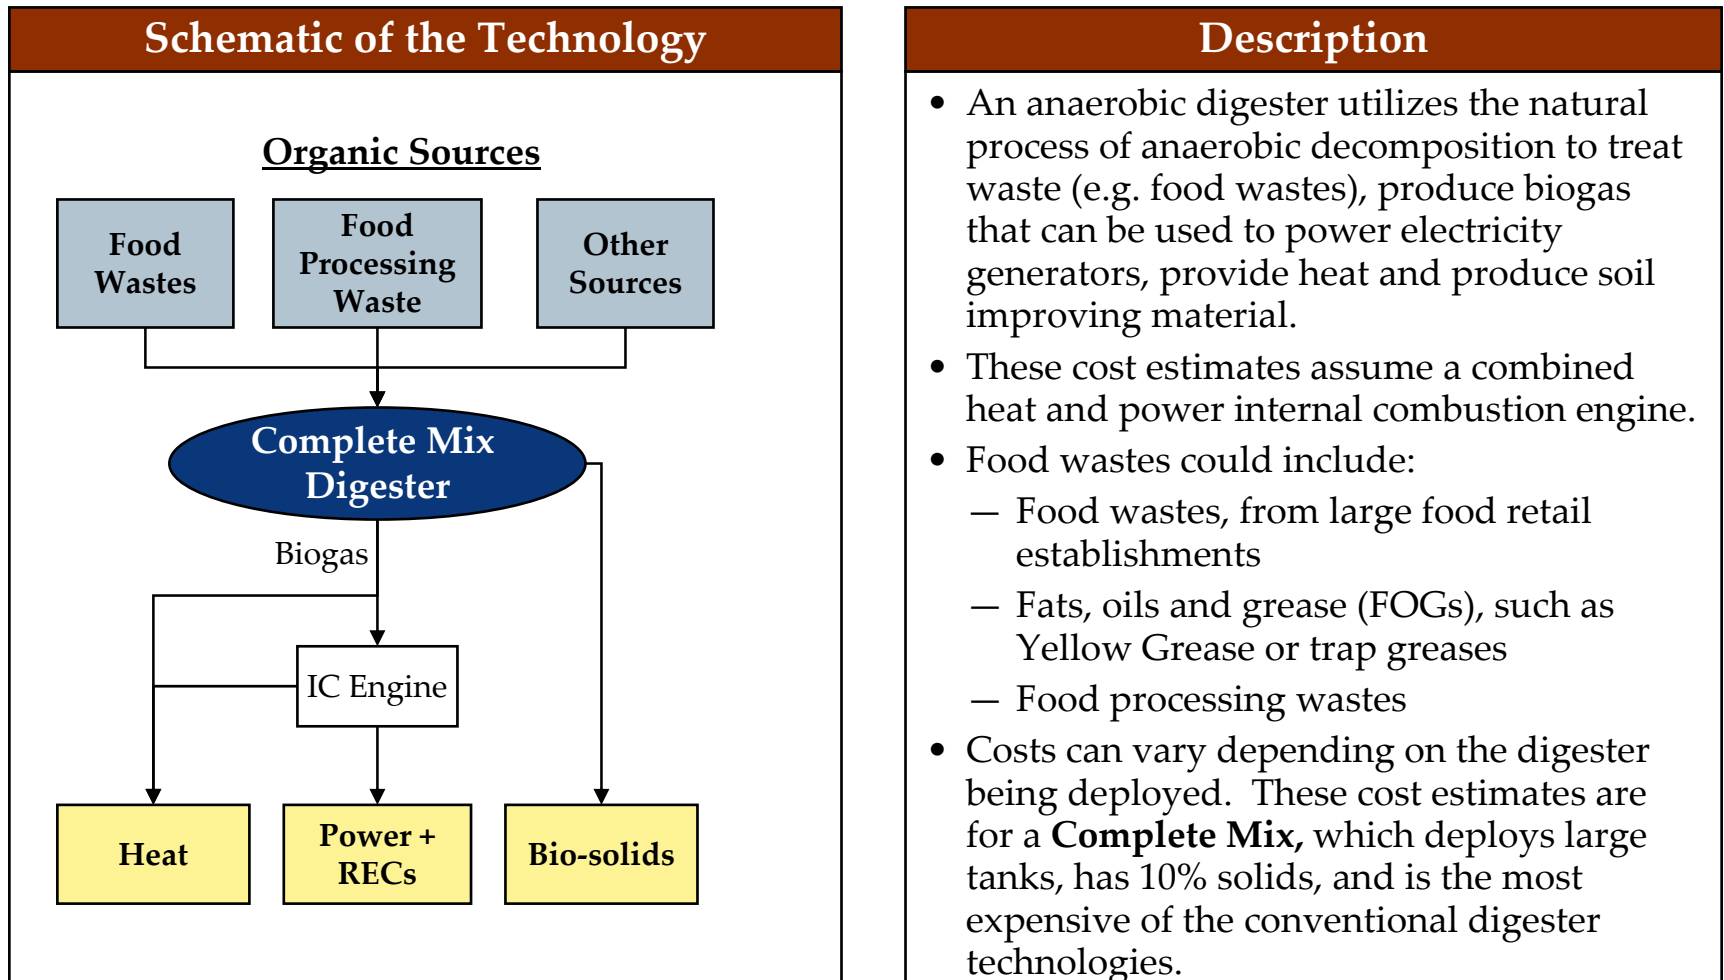 Schematic of the Technology
Organic Sources
Food
Wastes
Food
Processing
Waste
Other
Sources
Complete Mix
Digester
Biogas
IC Engine
Heat
Power +
RECs
Bio-solids
Description
• An anaerobic digester utilizes the natural
process of anaerobic decomposition to treat
waste (e.g. food wastes), produce biogas
that can be used to power electricity
generators, provide heat and produce soil
improving material.
• These cost estimates assume a combined
heat and power internal combustion engine.
• Food wastes could include:
— Food wastes, from large food retail
establishments
— Fats, oils and grease (FOGs), such as
Yellow Grease or trap greases
— Food processing wastes
• Costs can vary depending on the digester
being deployed. These cost estimates are
for a Complete Mix, which deploys large
tanks, has 10% solids, and is the most
expensive of the conventional digester
technologies.